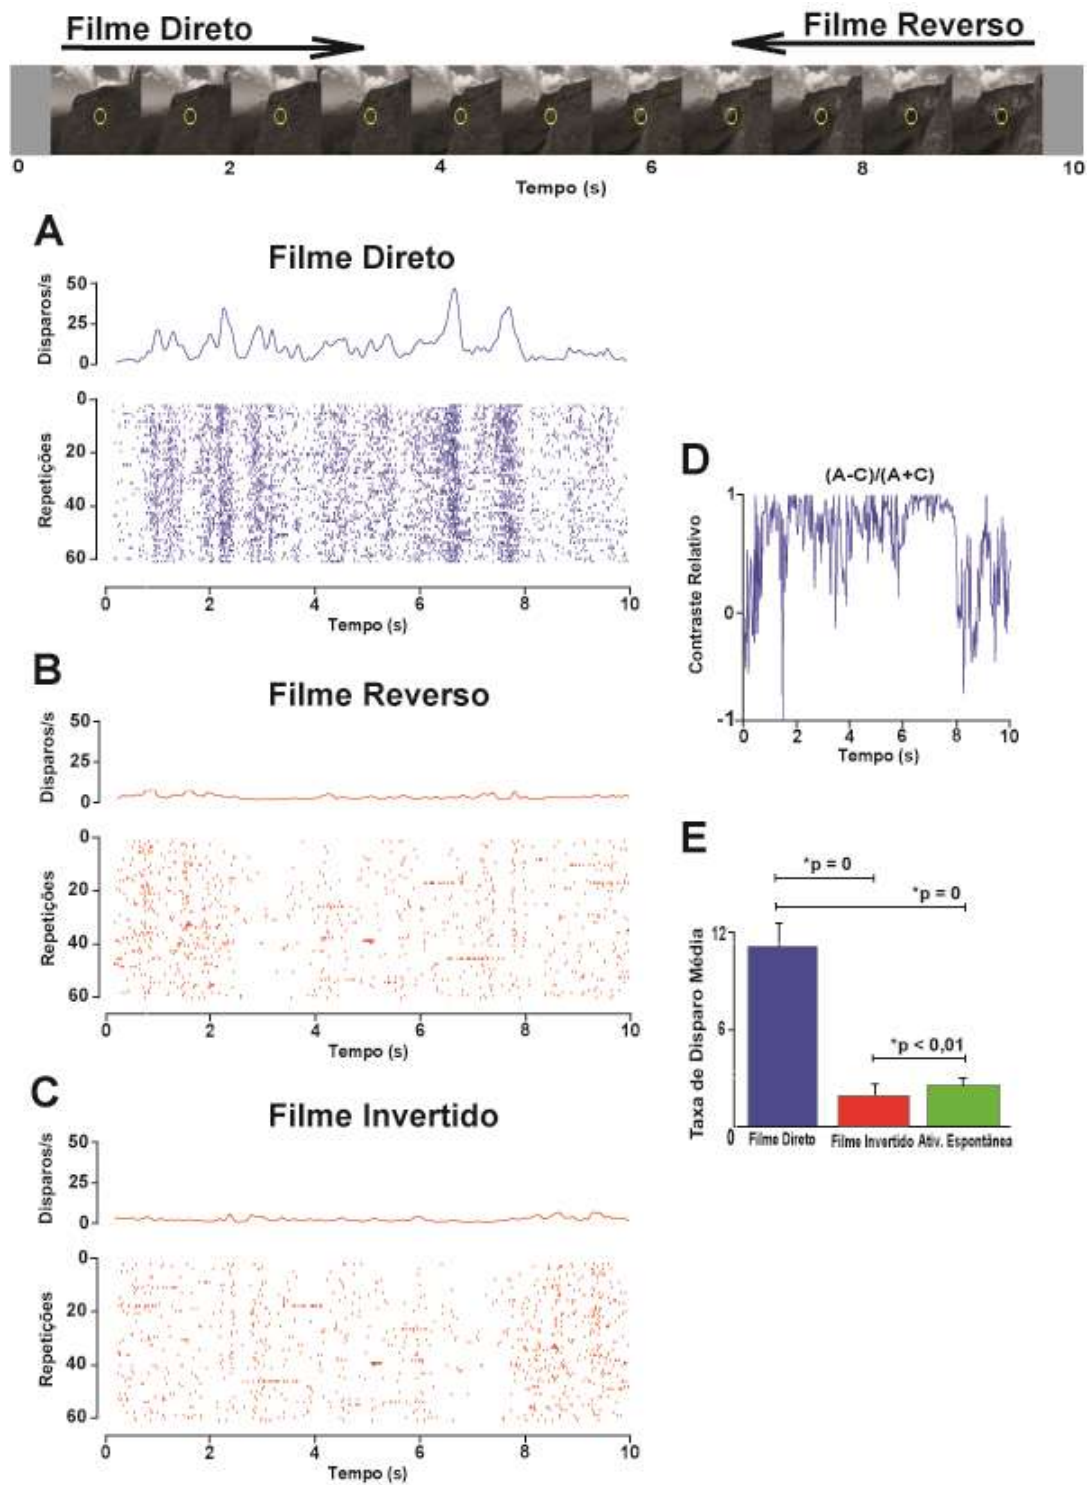 Filme Direto
Filme Reverso
0 2 4 6 8 10
Tempo (s)
A
Filme Direto
Disparos/s
50
25
0
Repetições
0
20
40
60
0 2 4 6 8 10
Tempo (s)
B
Filme Reverso
Disparos/s
50
25
0
Repetições
0
20
40
60
0 2 4 6 8 10
Tempo (s)
C
Filme Invertido
Disparos/s
50
25
0
Repetições
0
20
40
60
0 2 4 6 8 10
Tempo (s)
D
(A-C)/(A+C)
Contraste Relativo
1
0
-1
0 2 4 6 8 10
Tempo (s)
E
*p = 0
*p = 0
*p < 0,01
Taxa de Disparo Média
12
6
0
Filme Direto Filme Invertido Ativ. Espontânea